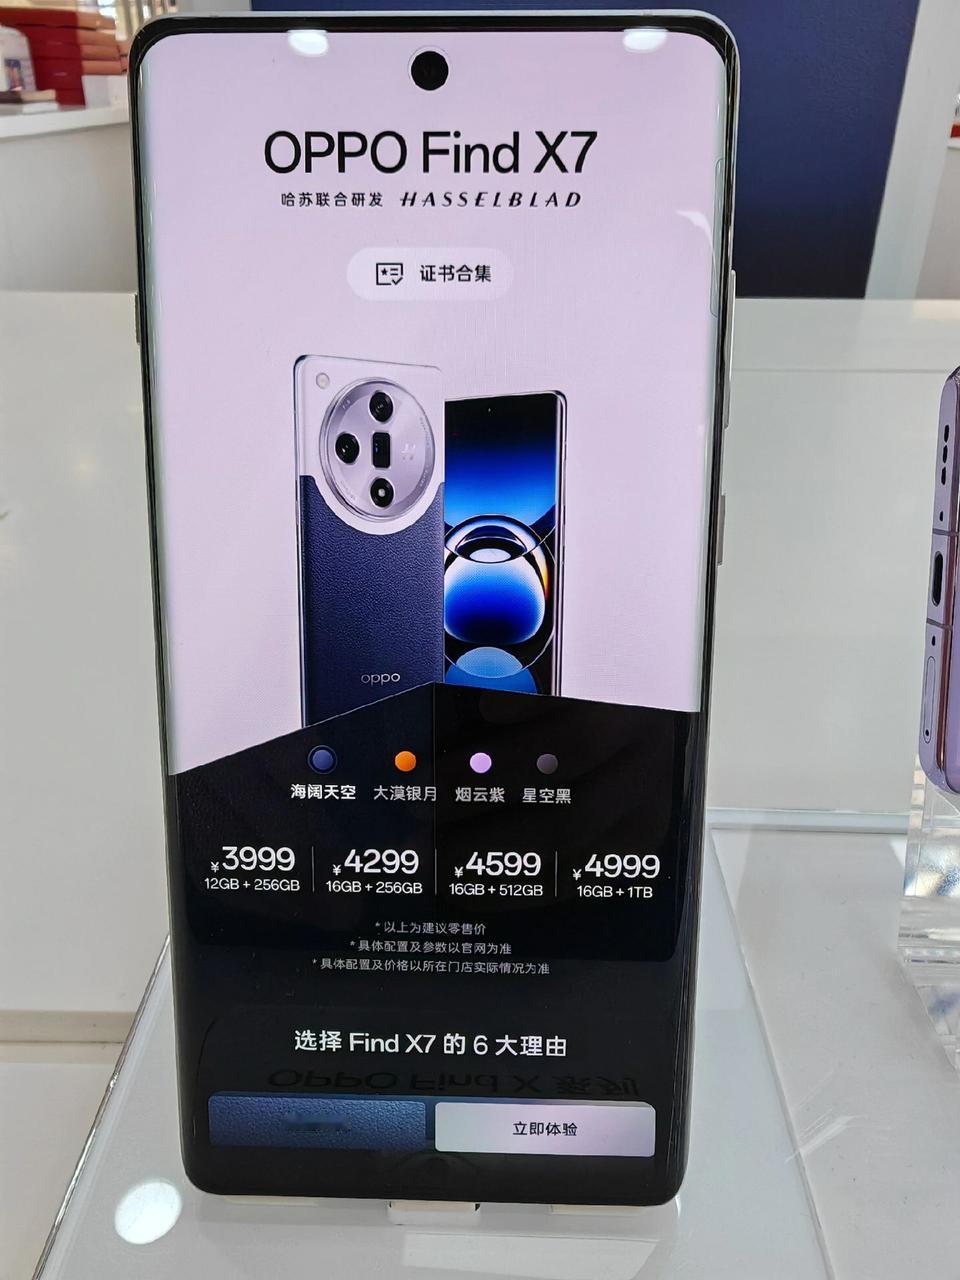 OPPO Find X7
哈苏联合研发 HASSELBLAD
证书合集
oppo
海阔天空 大漠银月 烟云紫 星空黑
¥3999 ¥4299 ¥4599 ¥4999
12GB + 256GB 16GB + 256GB 16GB + 512GB 16GB + 1TB
* 以上为建议零售价
* 具体配置及参数以官网为准
* 具体配置及价格以所在门店实际情况为准
选择 Find X7 的 6 大理由
OPPO Find X
立即体验